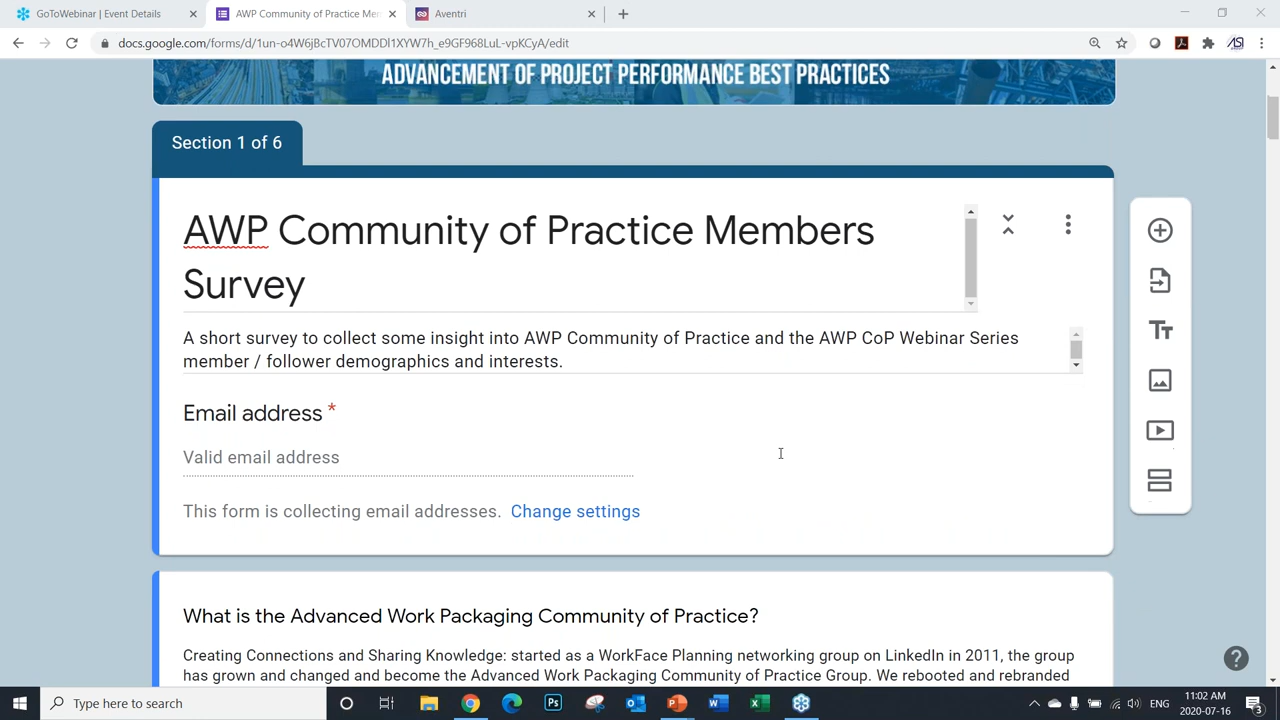 GoToWebinar | Event Details
AWP Community of Practice Mem
Aventri
docs.google.com/forms/d/1un-o4W6jBcTV07OMDDl1XYW7h_e9GF968LuL-vpKCyA/edit
ADVANCEMENT OF PROJECT PERFORMANCE BEST PRACTICES
Section 1 of 6
AWP Community of Practice Members
Survey
A short survey to collect some insight into AWP Community of Practice and the AWP CoP Webinar Series
member / follower demographics and interests.
Email address *
Valid email address
This form is collecting email addresses. Change settings
What is the Advanced Work Packaging Community of Practice?
Creating Connections and Sharing Knowledge: started as a WorkFace Planning networking group on LinkedIn in 2011, the group
has grown and changed and become the Advanced Work Packaging Community of Practice Group. We rebooted and rebranded
Type here to search
ENG
11:02 AM
2020-07-16
3